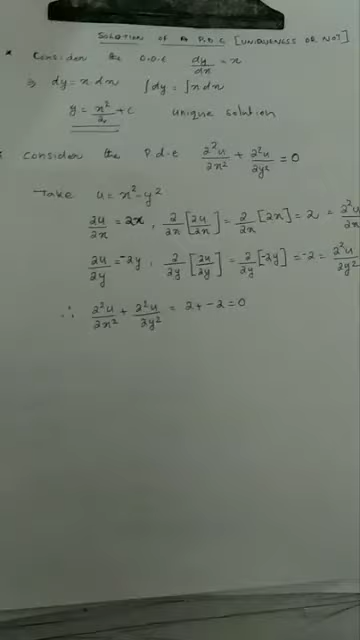 SOLUTION OF A P.D.E [UNIQUENESS OR NOT]
* Consider the O.D.E dy/dx = x
⇒ dy = x dx ∫dy = ∫x dx
y = x²/2 + c unique solution
Consider the P.d.e ∂²u/∂x² + ∂²u/∂y² = 0
Take u = x² - y²
∂u/∂x = 2x, ∂/∂x [∂u/∂x] = ∂/∂x [2x] = 2 = ∂²u/∂x
∂u/∂y = -2y, ∂/∂y [∂u/∂y] = ∂/∂y [-2y] = -2 = ∂²u/∂y²
∴ ∂²u/∂x² + ∂²u/∂y² = 2 + -2 = 0